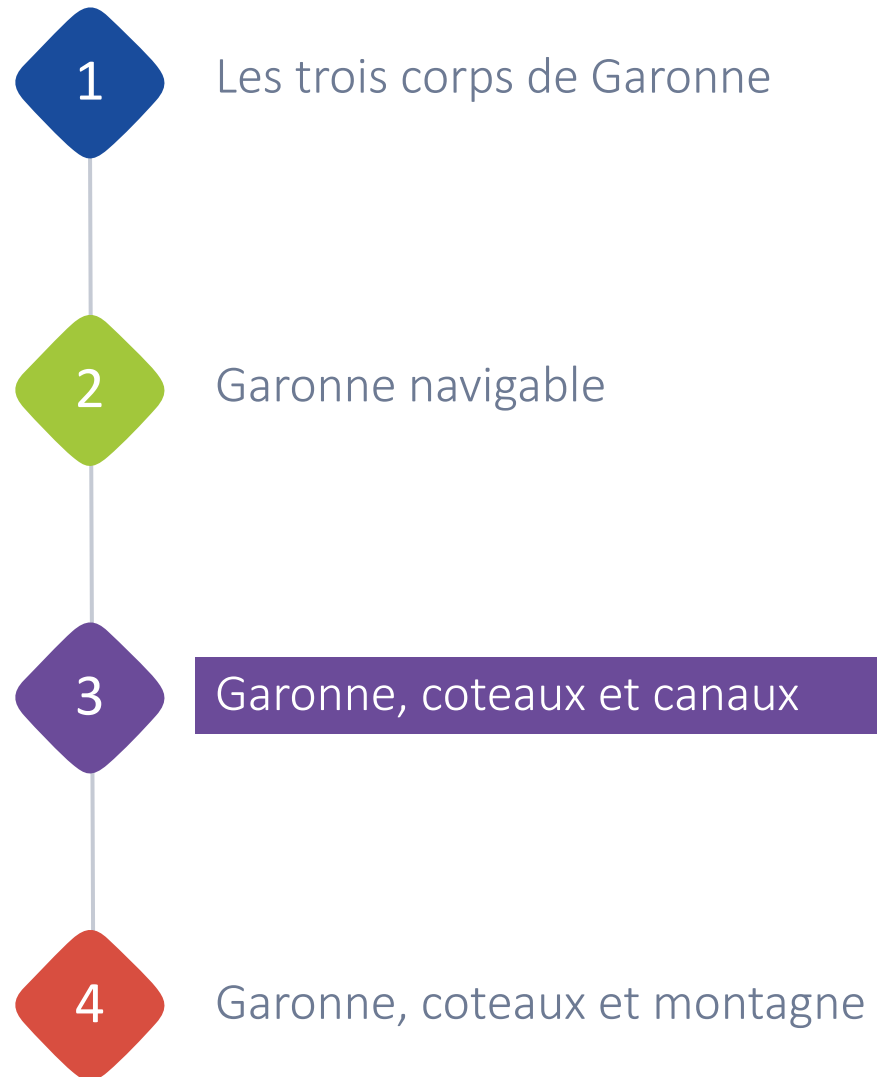 1 Les trois corps de Garonne
2 Garonne navigable
3 Garonne, coteaux et canaux
4 Garonne, coteaux et montagne